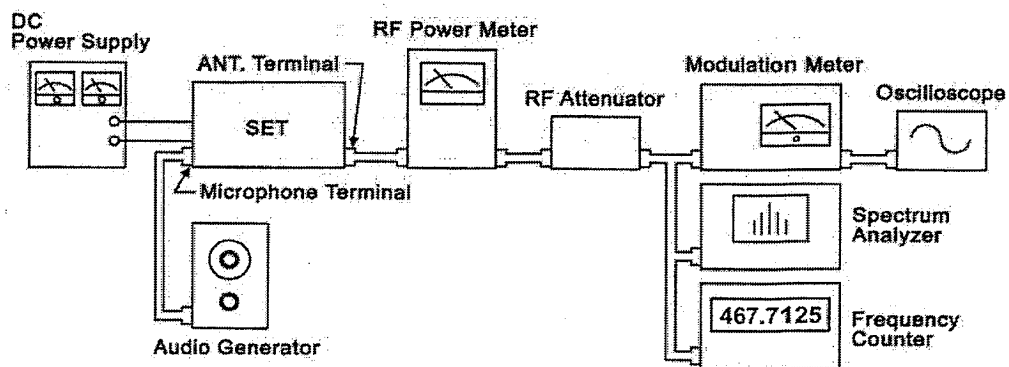 DC
Power Supply
RF Power Meter
ANT. Terminal
Modulation Meter
RF Attenuator
Oscilloscope
SET
Microphone Terminal
Spectrum
Analyzer
467.7125
Frequency
Counter
Audio Generator